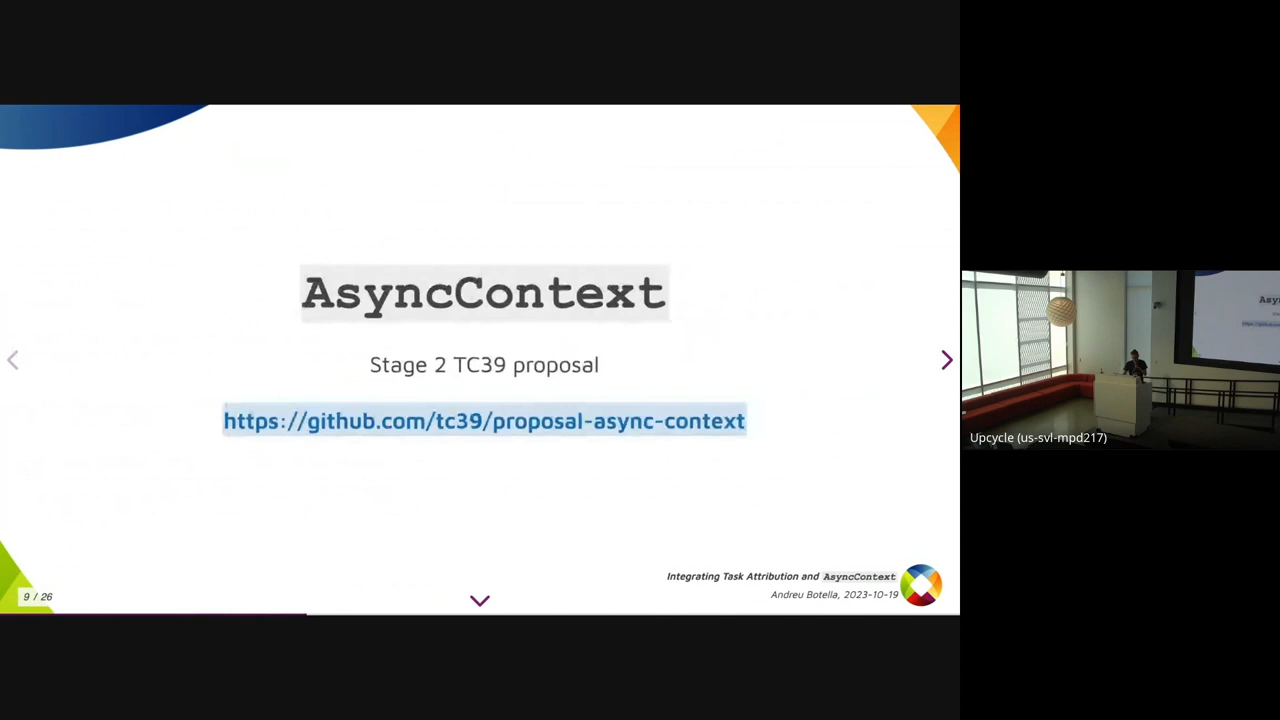 AsyncContext
Stage 2 TC39 proposal
https://github.com/tc39/proposal-async-context
Integrating Task Attribution and AsyncContext
Andreu Botella, 2023-10-19
9 / 26
Upcycle (us-svl-mpd217)